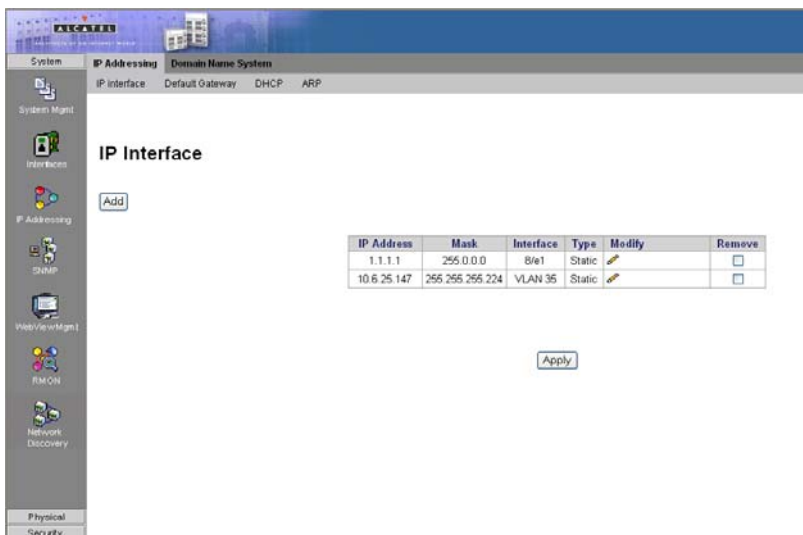 ALCATEL
System
IP Addressing Domain Name System
IP Interface Default Gateway DHCP ARP
System Mgmt
Interfaces
IP Addressing
SNMP
WebViewMgmt
RMON
Network
Discovery
Physical
Security
IP Interface
Add
IP Address Mask Interface Type Modify Remove
1.1.1.1 255.0.0.0 8/e1 Static
10.6.25.147 255.255.255.224 VLAN 35 Static
Apply